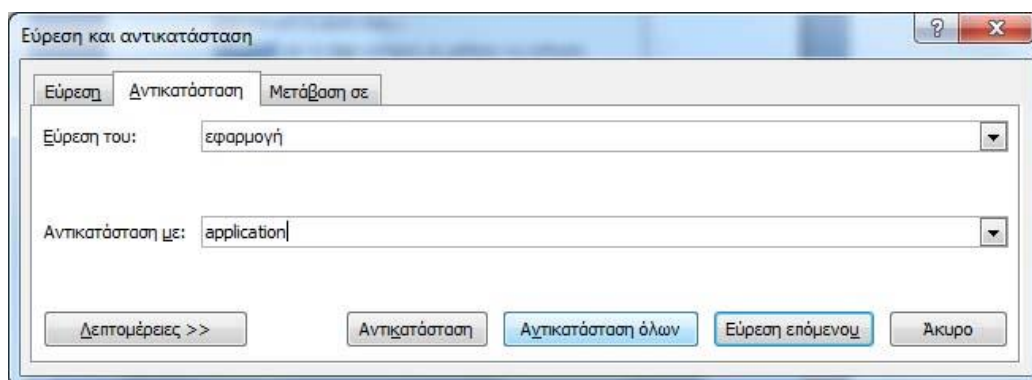 Εύρεση και αντικατάσταση
Εύρεση Αντικατάσταση Μετάβαση σε
Εύρεση του: εφαρμογή
Αντικατάσταση με: application
Λεπτομέρειες >> Αντικατάσταση Αντικατάσταση όλων Εύρεση επόμενου Άκυρο